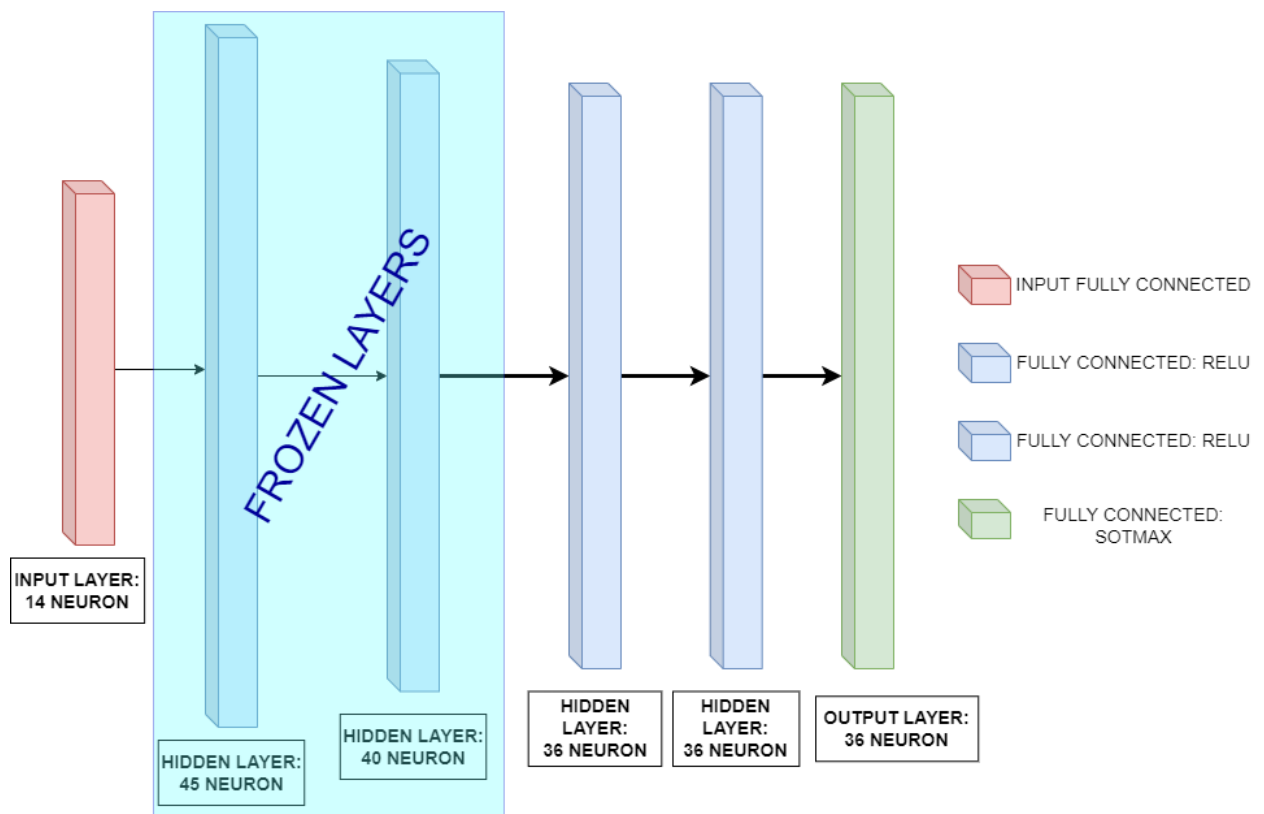 FROZEN LAYERS
INPUT LAYER:
14 NEURON
HIDDEN LAYER:
45 NEURON
HIDDEN LAYER:
40 NEURON
HIDDEN
LAYER:
36 NEURON
HIDDEN
LAYER:
36 NEURON
OUTPUT LAYER:
36 NEURON
INPUT FULLY CONNECTED
FULLY CONNECTED: RELU
FULLY CONNECTED: RELU
FULLY CONNECTED:
SOTMAX